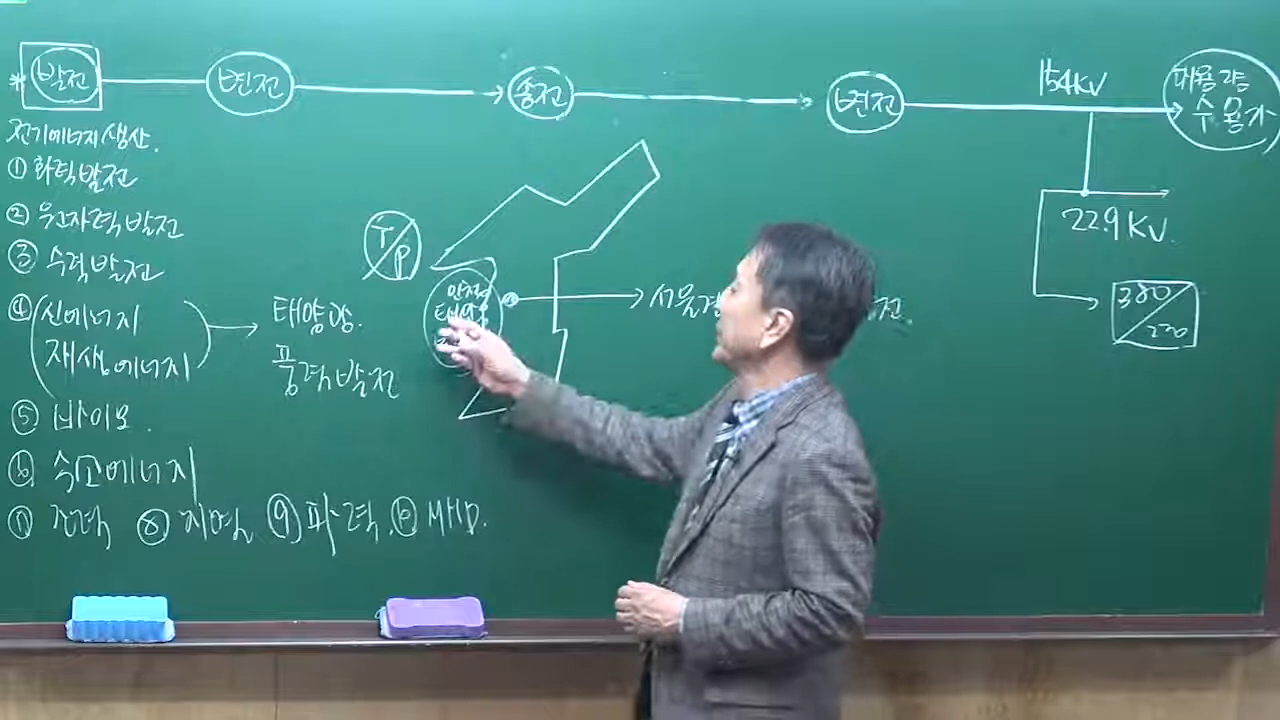 * 발전 변전 송전 변전 154KV 대용량 수용가
전기에너지생산.
① 화력발전
② 원자력발전
③ 수력발전
④ 신에너지
재생에너지
태양광.
풍력발전
⑤ 바이오.
⑥ 수소에너지
⑦ 조력 ⑧ 지열 ⑨ 파력 ⑩ MHD.
T/P
22.9KV.
380/220